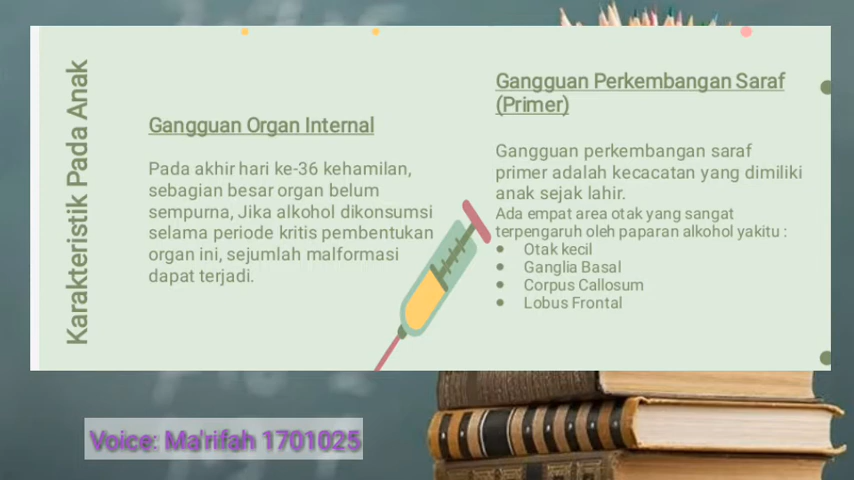 Karakteristik Pada Anak
Gangguan Organ Internal
Pada akhir hari ke-36 kehamilan,
sebagian besar organ belum
sempurna, Jika alkohol dikonsumsi
selama periode kritis pembentukan
organ ini, sejumlah malformasi
dapat terjadi.
Gangguan Perkembangan Saraf
(Primer)
Gangguan perkembangan saraf
primer adalah kecacatan yang dimiliki
anak sejak lahir.
Ada empat area otak yang sangat
terpengaruh oleh paparan alkohol yakitu :
● Otak kecil
● Ganglia Basal
● Corpus Callosum
● Lobus Frontal
Voice: Ma'rifah 1701025